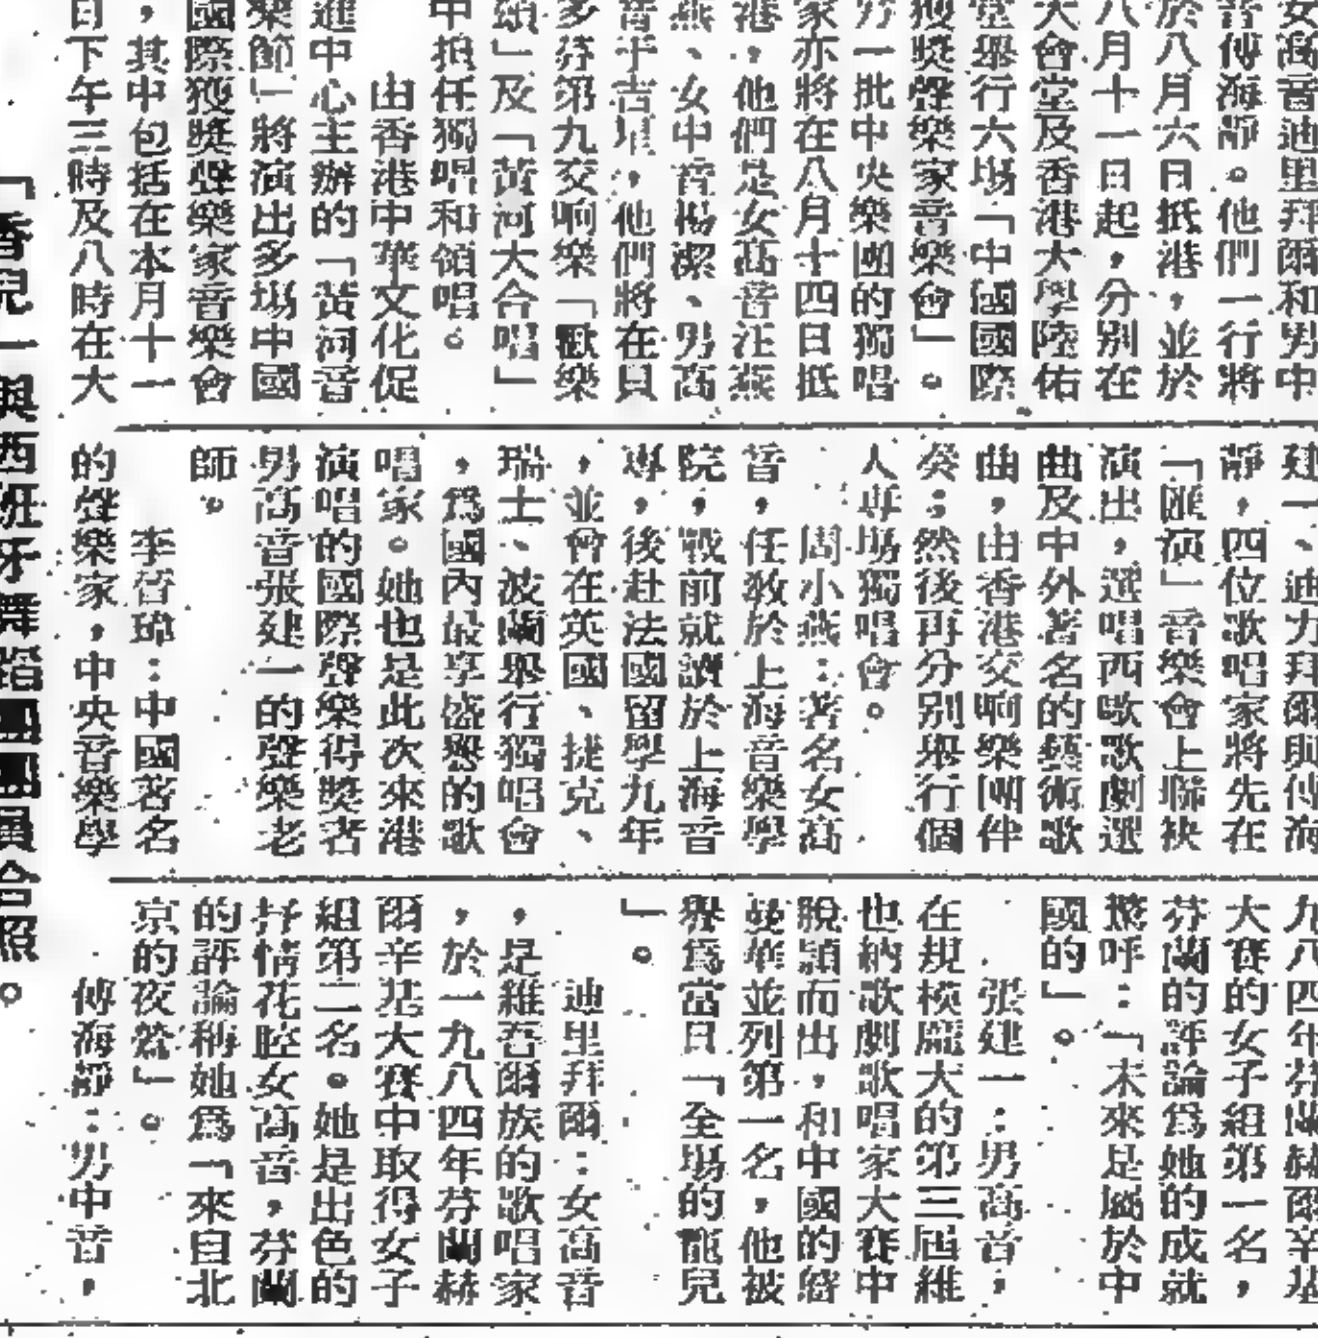 女高音迪里拜爾和男中
音傅海靜。他們一行將
於八月六日抵港，並於
八月十一日起，分別在
大會堂及香港大學陸佑
堂舉行六場「中國國際
獲獎聲樂家音樂會」。
另一批中央樂團的獨唱
家亦將在八月十四日抵
港，他們是女高音汪燕
燕、女中音楊潔、男高
音于吉星，他們將在貝
多芬第九交响樂「歡樂
頌」及「黃河大合唱」
中担任獨唱和領唱。
由香港中華文化促
進中心主辦的「黃河音
樂節」將演出多場中國
國際獲獎聲樂家音樂會
，其中包括在本月十一
日下午三時及八時在大
建一、迪力拜爾與傅海
靜，四位歌唱家將先在
「匯演」音樂會上聯袂
演出，選唱西歐歌劇選
曲及中外著名的藝術歌
曲，由香港交响樂團伴
奏；然後再分別舉行個
人專場獨唱會。
周小燕：著名女高
音，任教於上海音樂學
院，戰前就讀於上海音
專，後赴法國留學九年
，並曾在英國、捷克、
瑞士、波蘭舉行獨唱會
，爲國內最享盛譽的歌
唱家。她也是此次來港
演唱的國際聲樂得獎者
男高音張建一的聲樂老
師。
李晉瑋：中國著名
的聲樂家，中央音樂學
九八四年芬蘭赫爾辛基
大賽的女子組第一名，
芬蘭的評論爲她的成就
驚呼：「未來是屬於中
國的」。
張建一：男高音，
在規模龐大的第三屆維
也納歌劇歌唱家大賽中
脫穎而出，和中國的
並列第一名，他被
譽爲當日「全場的寵兒
」。
迪里拜爾：女高音
，是維吾爾族的歌唱家
，於一九八四年芬蘭赫
爾辛基大賽中取得女子
組第二名。她是出色的
抒情花腔女高音，芬蘭
的評論稱她爲「來自北
京的夜鶯」。
傅海靜：男中音，
「香兒」與西班牙舞蹈團團員合照。